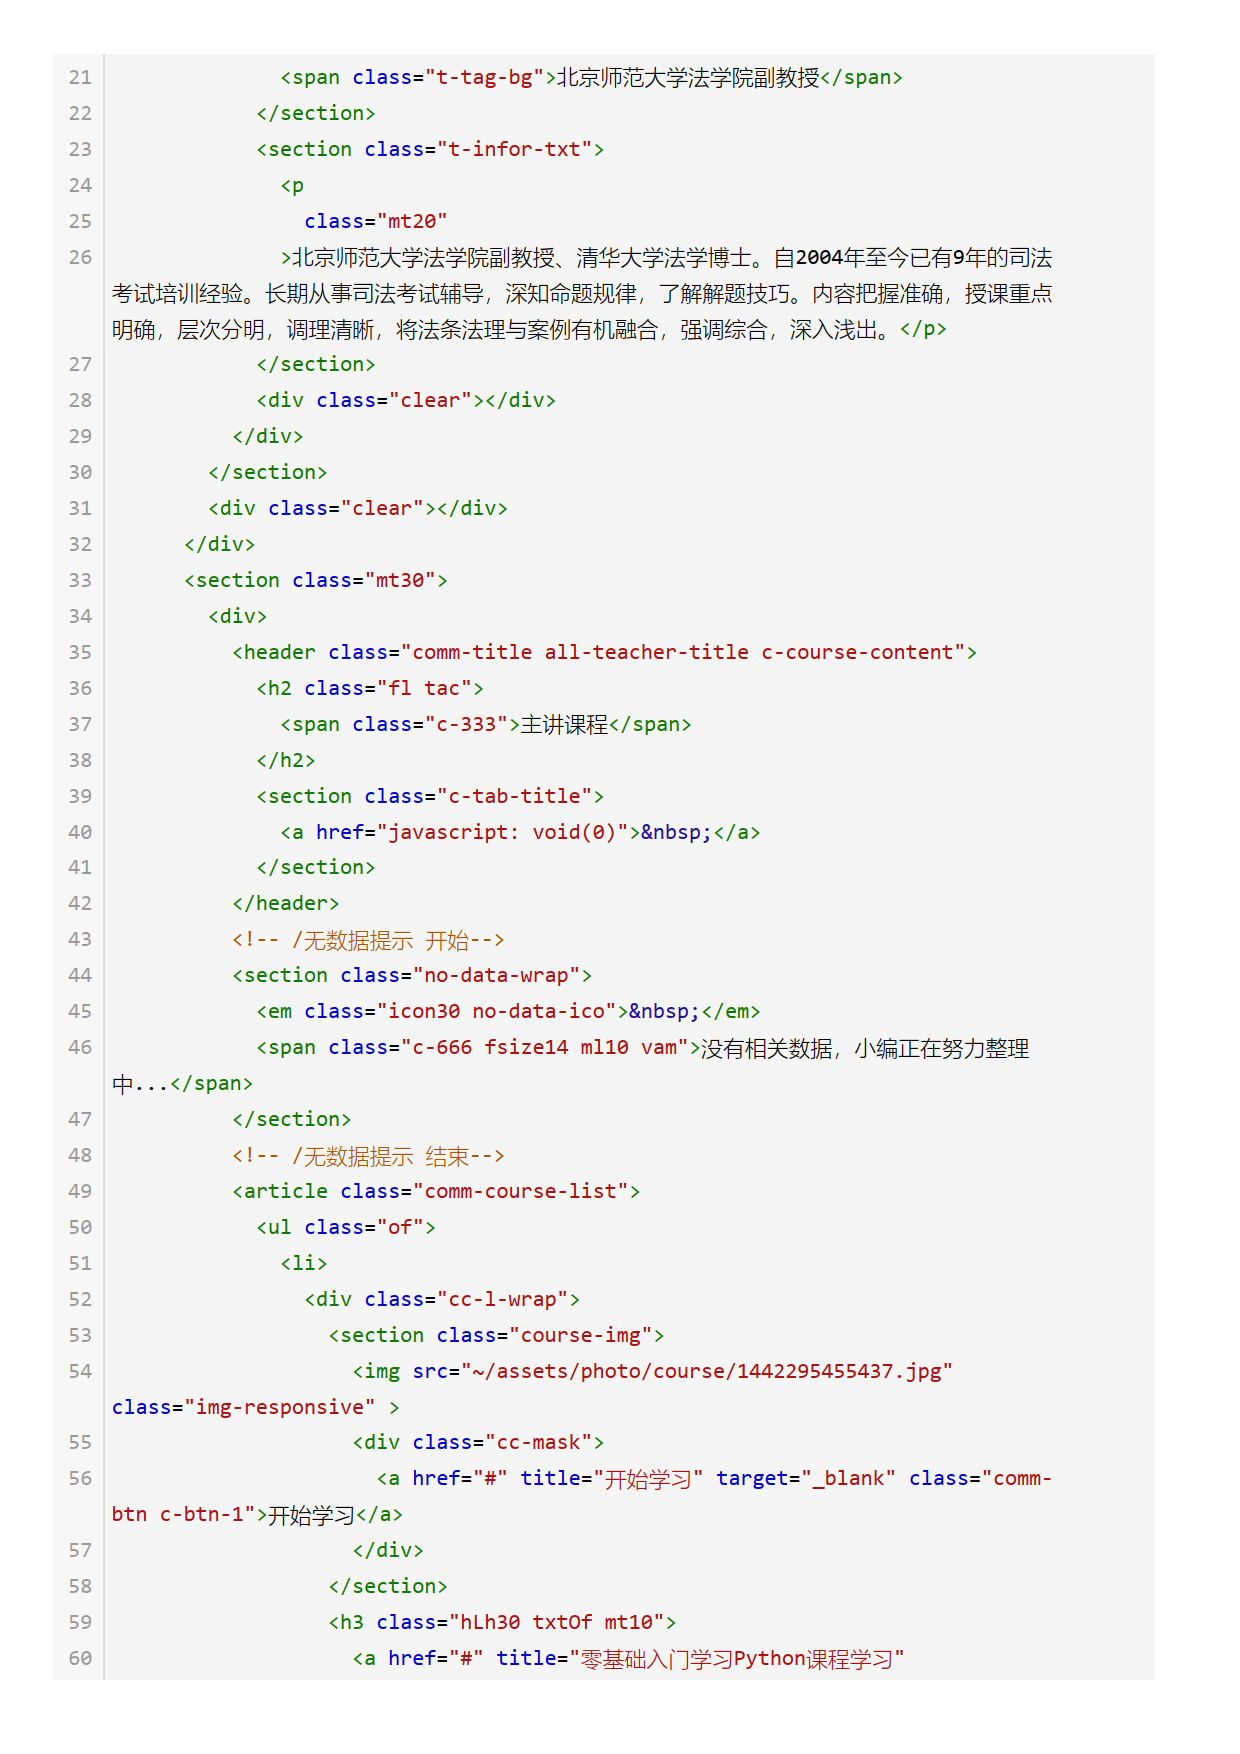 21 <span class="t-tag-bg">北京师范大学法学院副教授</span>
22 </section>
23 <section class="t-infor-txt">
24 <p
25 class="mt20"
26 >北京师范大学法学院副教授、清华大学法学博士。自2004年至今已有9年的司法
考试培训经验。长期从事司法考试辅导，深知命题规律，了解解题技巧。内容把握准确，授课重点
明确，层次分明，调理清晰，将法条法理与案例有机融合，强调综合，深入浅出。</p>
27 </section>
28 <div class="clear"></div>
29 </div>
30 </section>
31 <div class="clear"></div>
32 </div>
33 <section class="mt30">
34 <div>
35 <header class="comm-title all-teacher-title c-course-content">
36 <h2 class="fl tac">
37 <span class="c-333">主讲课程</span>
38 </h2>
39 <section class="c-tab-title">
40 <a href="javascript: void(0)">&nbsp;</a>
41 </section>
42 </header>
43 <!-- /无数据提示 开始-->
44 <section class="no-data-wrap">
45 <em class="icon30 no-data-ico">&nbsp;</em>
46 <span class="c-666 fsize14 ml10 vam">没有相关数据，小编正在努力整理
中...</span>
47 </section>
48 <!-- /无数据提示 结束-->
49 <article class="comm-course-list">
50 <ul class="of">
51 <li>
52 <div class="cc-l-wrap">
53 <section class="course-img">
54 <img src="~/assets/photo/course/1442295455437.jpg"
class="img-responsive" >
55 <div class="cc-mask">
56 <a href="#" title="开始学习" target="_blank" class="comm-
btn c-btn-1">开始学习</a>
57 </div>
58 </section>
59 <h3 class="hLh30 txtOf mt10">
60 <a href="#" title="零基础入门学习Python课程学习"